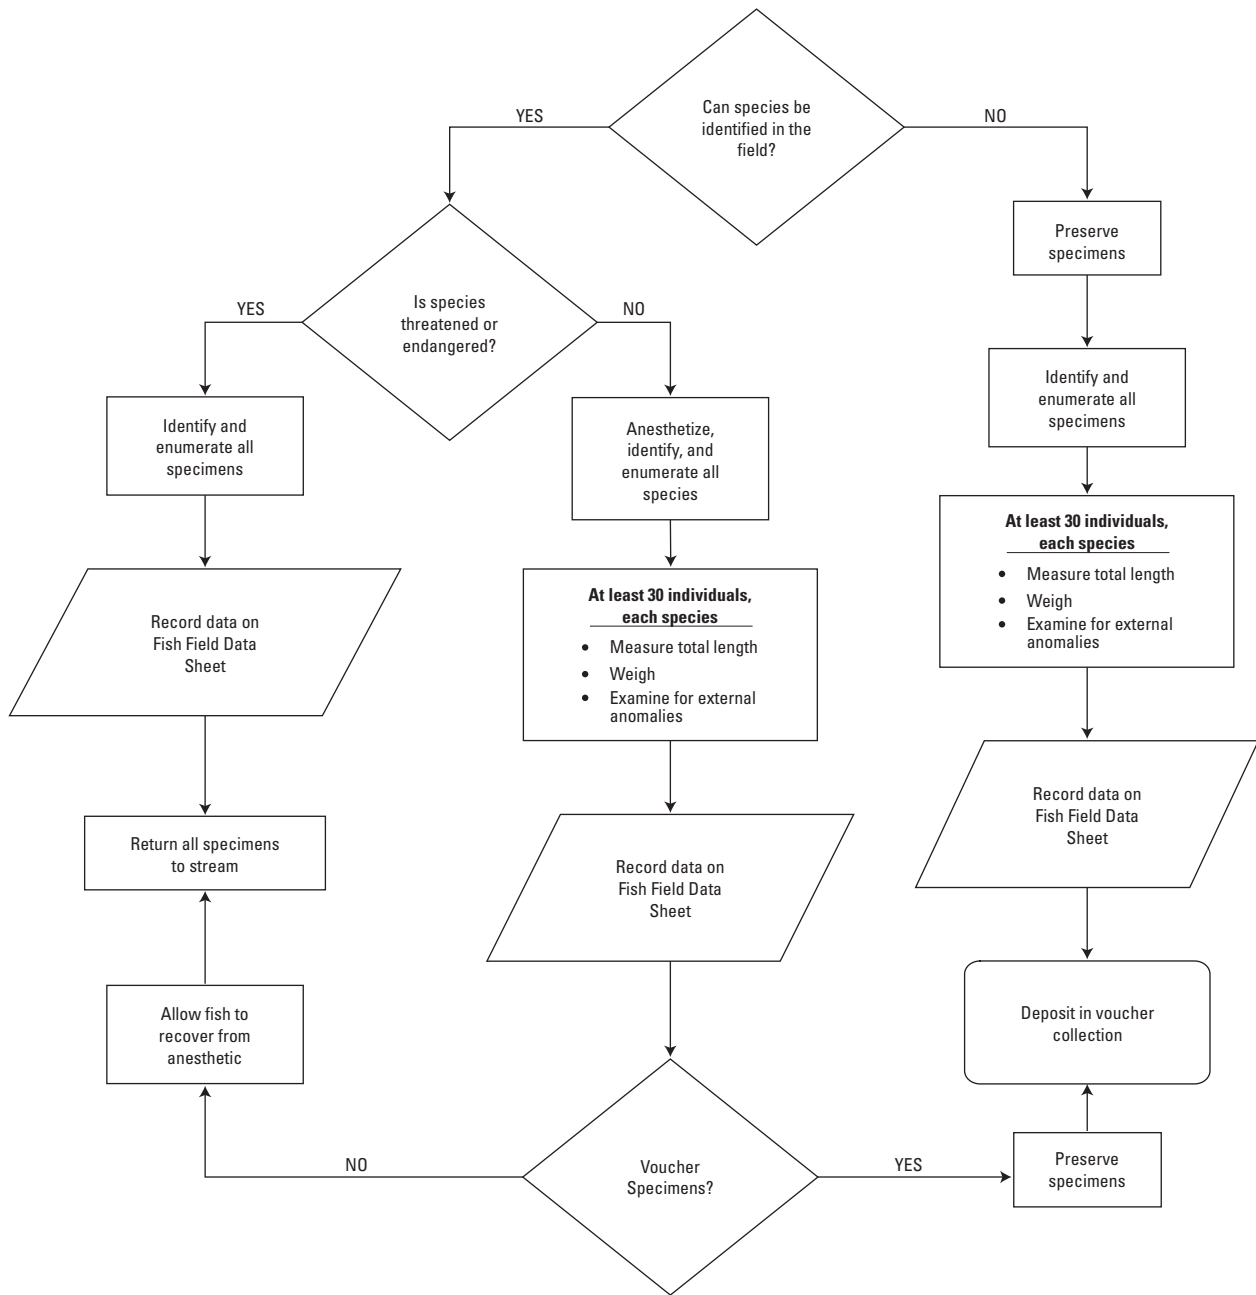 Can species be
identified in the
field?
YES
NO
Preserve
specimens
Is species
threatened or
endangered?
YES
NO
Identify and
enumerate all
specimens
Identify and
enumerate all
specimens
Anesthetize,
identify, and
enumerate all
species
At least 30 individuals,
each species
• Measure total length
• Weigh
• Examine for external
anomalies
At least 30 individuals,
each species
• Measure total length
• Weigh
• Examine for external
anomalies
Record data on
Fish Field Data
Sheet
Record data on
Fish Field Data
Sheet
Record data on
Fish Field Data
Sheet
Return all specimens
to stream
Allow fish to
recover from
anesthetic
Deposit in voucher
collection
NO
Voucher
Specimens?
YES
Preserve
specimens